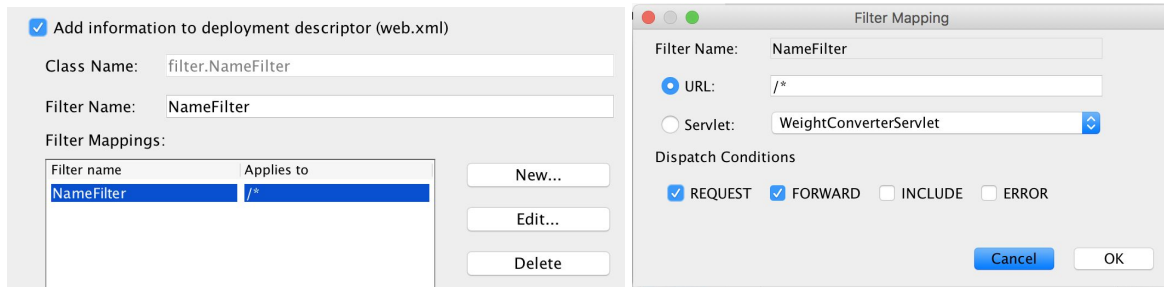 Add information to deployment descriptor (web.xml)
Class Name: filter.NameFilter
Filter Name: NameFilter
Filter Mappings:
Filter name Applies to
NameFilter /*
New...
Edit...
Delete
Filter Mapping
Filter Name: NameFilter
URL: /*
Servlet: WeightConverterServlet
Dispatch Conditions
REQUEST FORWARD INCLUDE ERROR
Cancel OK